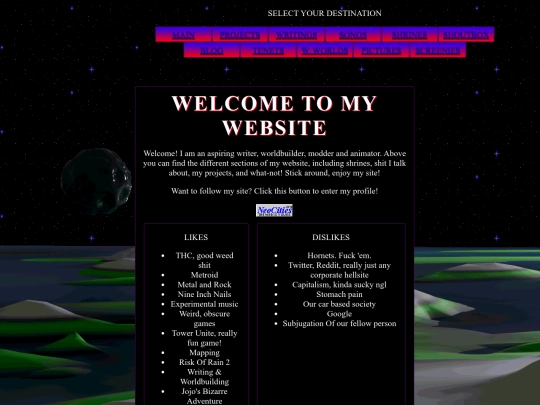 SELECT YOUR DESTINATION
MAIN PROJECTS WRITINGS SONGS SHRINES SHOUTBOX
BLOG TENETS W. WORLDS PICTURES
WELCOME TO MY
WEBSITE
Welcome! I am an aspiring writer, worldbuilder, modder and animator. Above
you can find the different sections of my website, including shrines, shit I talk
about, my projects, and what-not! Stick around, enjoy my site!
Want to follow my site? Click this button to enter my profile!
NeoCities
LIKES
THC, good weed
shit
Metroid
Metal and Rock
Nine Inch Nails
Experimental music
Weird, obscure
games
Tower Unite, really
fun game!
Mapping
Risk Of Rain 2
Writing &
Worldbuilding
Jojo's Bizarre
Adventure
DISLIKES
Hornets. Fuck 'em.
Twitter, Reddit, really just any
corporate hellsite
Capitalism, kinda sucky ngl
Stomach pain
Our car based society
Google
Subjugation Of our fellow person